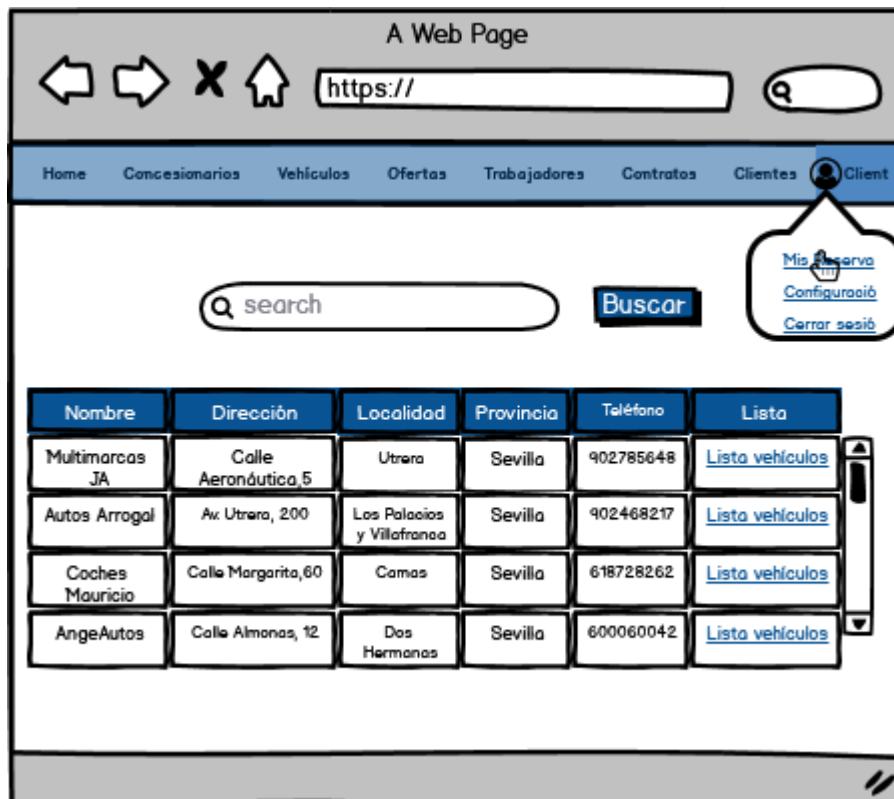 A Web Page
https://
Home Concesionarios Vehículos Ofertas Trabajadores Contratos Clientes Client
Mis Reserva
Configuració
Cerrar sesió
search Buscar
Nombre Dirección Localidad Provincia Teléfono Lista
Multimarcas JA Calle Aeronáutica,5 Utrera Sevilla 902785648 Lista vehículos
Autos Arrogal Av. Utrera, 200 Los Palacios y Villafranca Sevilla 902468217 Lista vehículos
Coches Mauricio Calle Margarita,60 Camas Sevilla 618728262 Lista vehículos
AngeAutos Calle Almonas, 12 Dos Hermanas Sevilla 600060042 Lista vehículos